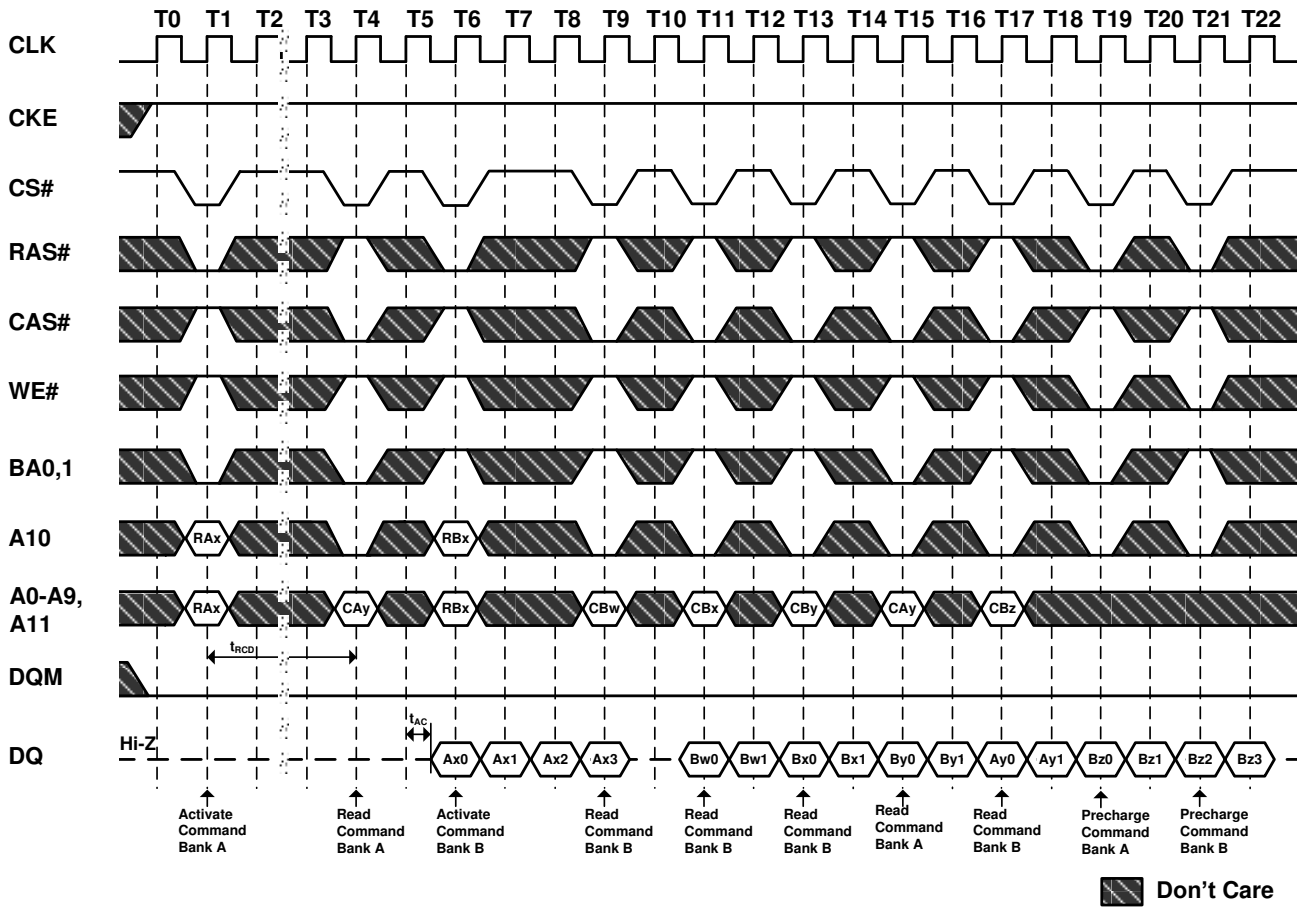 T0 T1 T2 T3 T4 T5 T6 T7 T8 T9 T10 T11 T12 T13 T14 T15 T16 T17 T18 T19 T20 T21 T22
CLK
CKE
CS#
RAS#
CAS#
WE#
BA0,1
A10 RAx RBx
A0-A9,
A11 RAx CAy RBx CBw CBx CBy CAy CBz
tRCD
DQM
tAC
DQ Hi-Z Ax0 Ax1 Ax2 Ax3 Bw0 Bw1 Bx0 Bx1 By0 By1 Ay0 Ay1 Bz0 Bz1 Bz2 Bz3
Activate
Command
Bank A
Read
Command
Bank A
Activate
Command
Bank B
Read
Command
Bank B
Read
Command
Bank B
Read
Command
Bank B
Read
Command
Bank A
Read
Command
Bank B
Precharge
Command
Bank A
Precharge
Command
Bank B
Don't Care